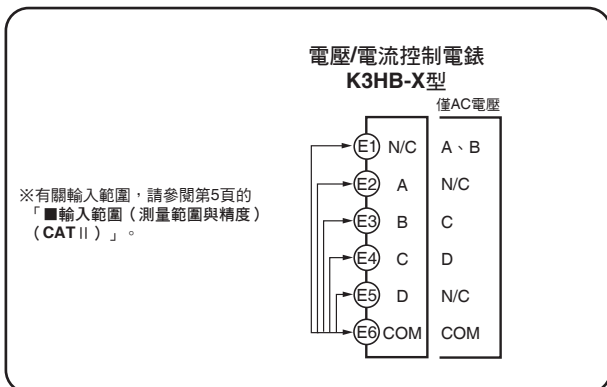 電壓/電流控制電錶
K3HB-X型
僅AC電壓
E1 N/C A、B
E2 A N/C
E3 B C
E4 C D
E5 D N/C
E6 COM COM
※有關輸入範圍,請參閱第5頁的
「■輸入範圍(測量範圍與精度)
(CATⅡ)」。